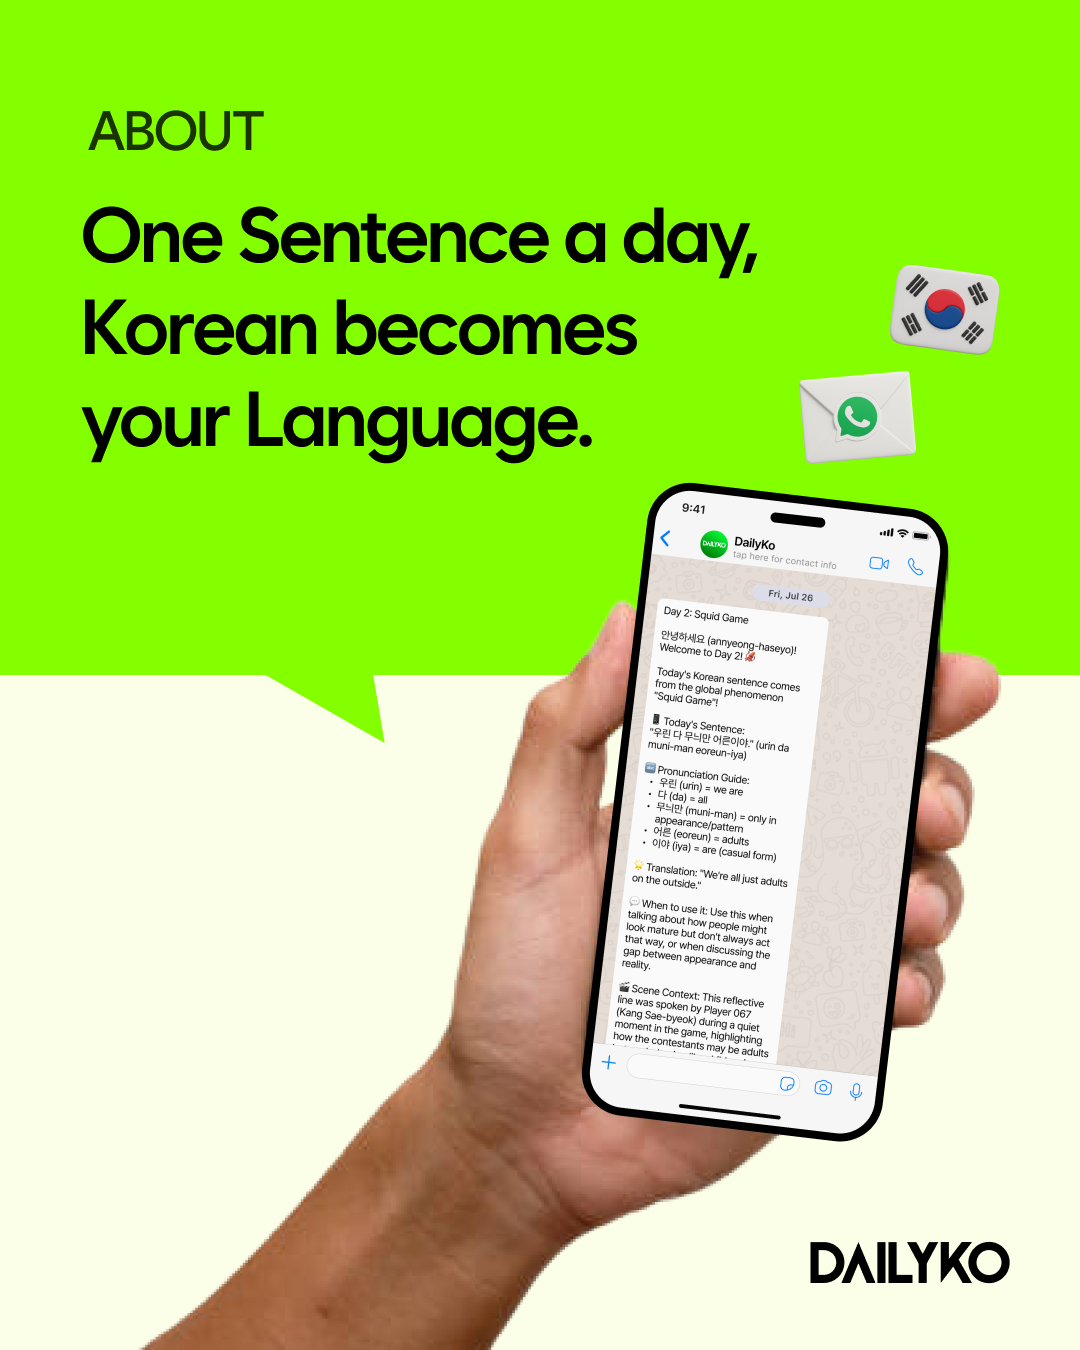 ABOUT
One Sentence a day,
Korean becomes
your Language.
9:41
DAILYKO
DailyKo
tap here for contact info
Fri, Jul 26
Day 2: Squid Game
안녕하세요 (annyeong-haseyo)!
Welcome to Day 2! 🦑
Today's Korean sentence comes
from the global phenomenon
"Squid Game"!
📱 Today's Sentence:
"우린 다 무늬만 어른이야." (urin da
muni-man eoreun-iya)
🔤 Pronunciation Guide:
• 우린 (urin) = we are
• 다 (da) = all
• 무늬만 (muni-man) = only in
appearance/pattern
• 어른 (eoreun) = adults
• 이야 (iya) = are (casual form)
🌟 Translation: "We're all just adults
on the outside."
💬 When to use it: Use this when
talking about how people might
look mature but don't always act
that way, or when discussing the
gap between appearance and
reality.
🎬 Scene Context: This reflective
line was spoken by Player 067
(Kang Sae-byeok) during a quiet
moment in the game, highlighting
how the contestants may be adults
DAILYKO